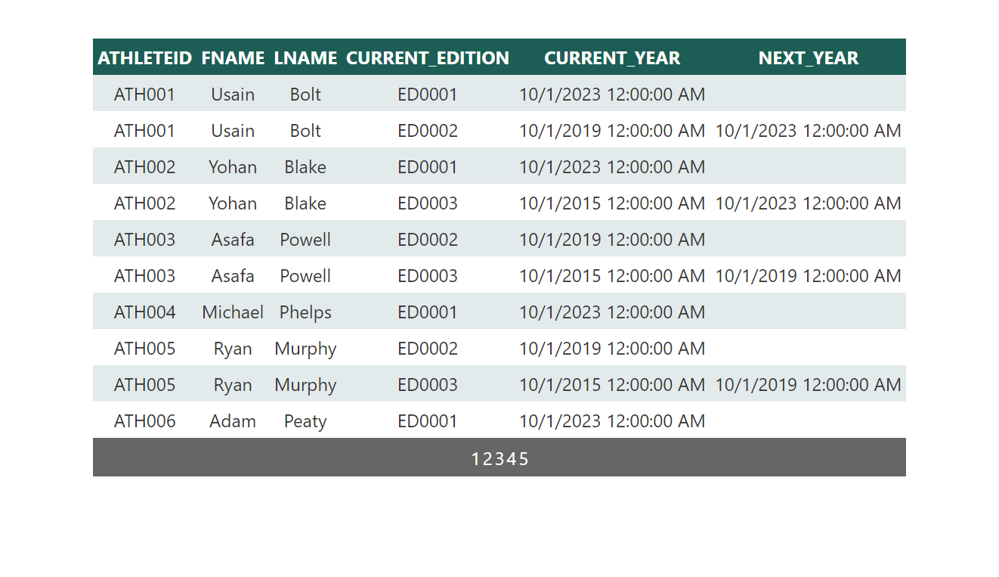 ATHLETEID FNAME LNAME CURRENT_EDITION CURRENT_YEAR NEXT_YEAR
ATH001 Usain Bolt ED0001 10/1/2023 12:00:00 AM
ATH001 Usain Bolt ED0002 10/1/2019 12:00:00 AM 10/1/2023 12:00:00 AM
ATH002 Yohan Blake ED0001 10/1/2023 12:00:00 AM
ATH002 Yohan Blake ED0003 10/1/2015 12:00:00 AM 10/1/2023 12:00:00 AM
ATH003 Asafa Powell ED0002 10/1/2019 12:00:00 AM
ATH003 Asafa Powell ED0003 10/1/2015 12:00:00 AM 10/1/2019 12:00:00 AM
ATH004 Michael Phelps ED0001 10/1/2023 12:00:00 AM
ATH005 Ryan Murphy ED0002 10/1/2019 12:00:00 AM
ATH005 Ryan Murphy ED0003 10/1/2015 12:00:00 AM 10/1/2019 12:00:00 AM
ATH006 Adam Peaty ED0001 10/1/2023 12:00:00 AM
1 2 3 4 5